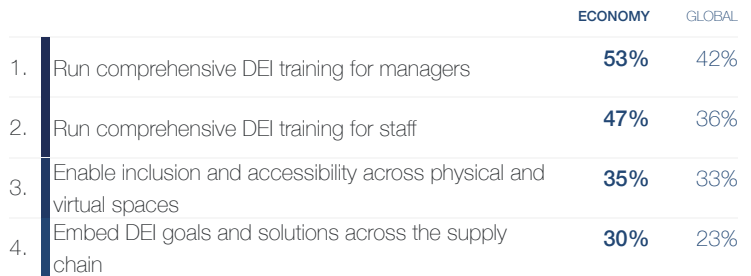 ECONOMY GLOBAL
1. Run comprehensive DEI training for managers 53% 42%
2. Run comprehensive DEI training for staff 47% 36%
3. Enable inclusion and accessibility across physical and
virtual spaces 35% 33%
4. Embed DEI goals and solutions across the supply
chain 30% 23%